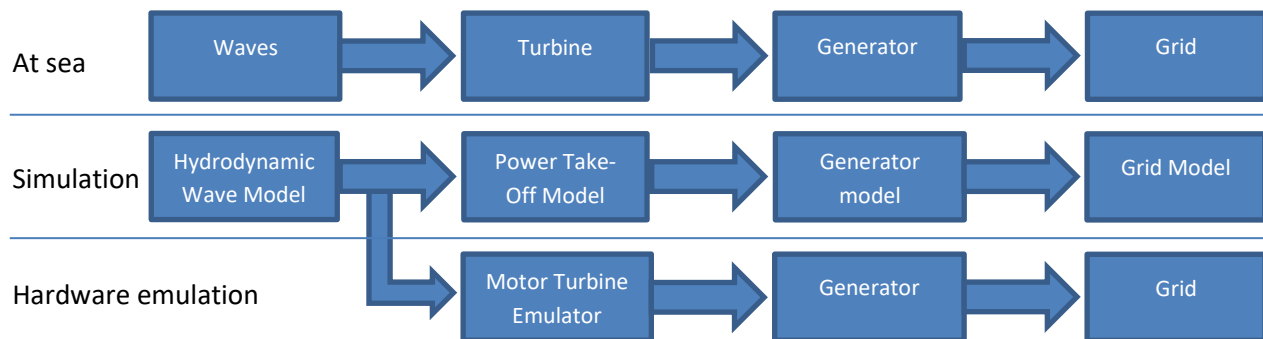 At sea
Waves
Turbine
Generator
Grid
Simulation
Hydrodynamic
Wave Model
Power Take-
Off Model
Generator
model
Grid Model
Hardware emulation
Motor Turbine
Emulator
Generator
Grid